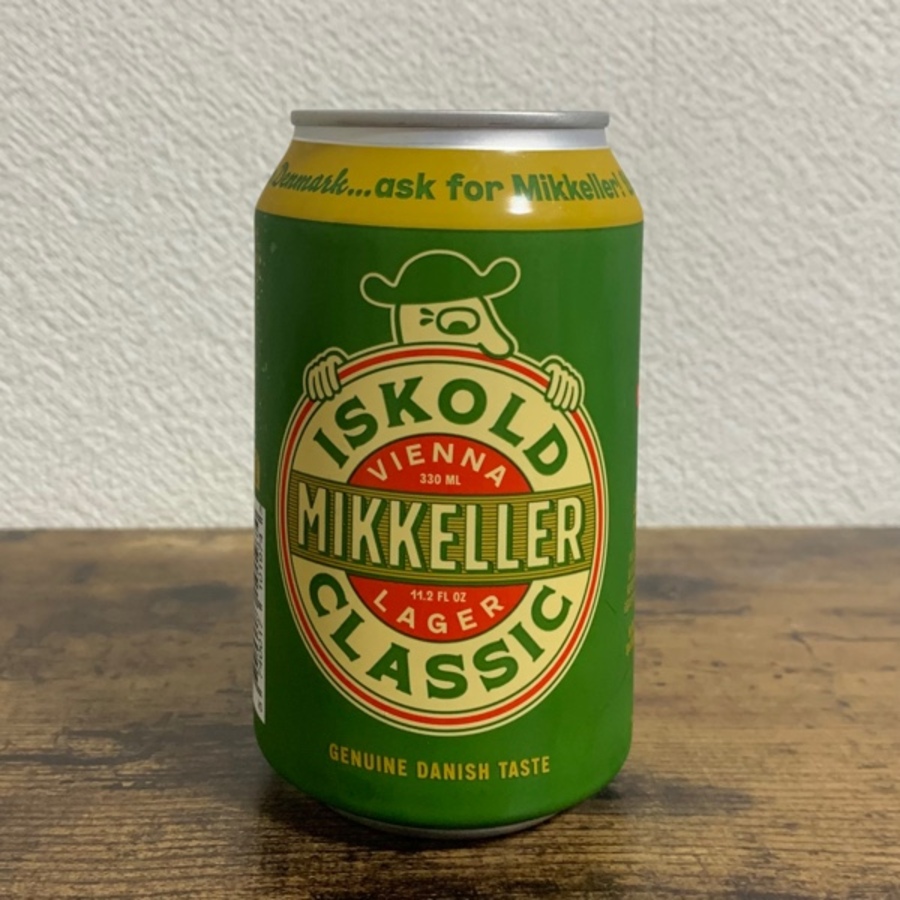 Denmark...ask for Mikkeller!
ISKOLD
VIENNA
330 ML
MIKKELLER
11.2 FL OZ
LAGER
CLASSIC
GENUINE DANISH TASTE